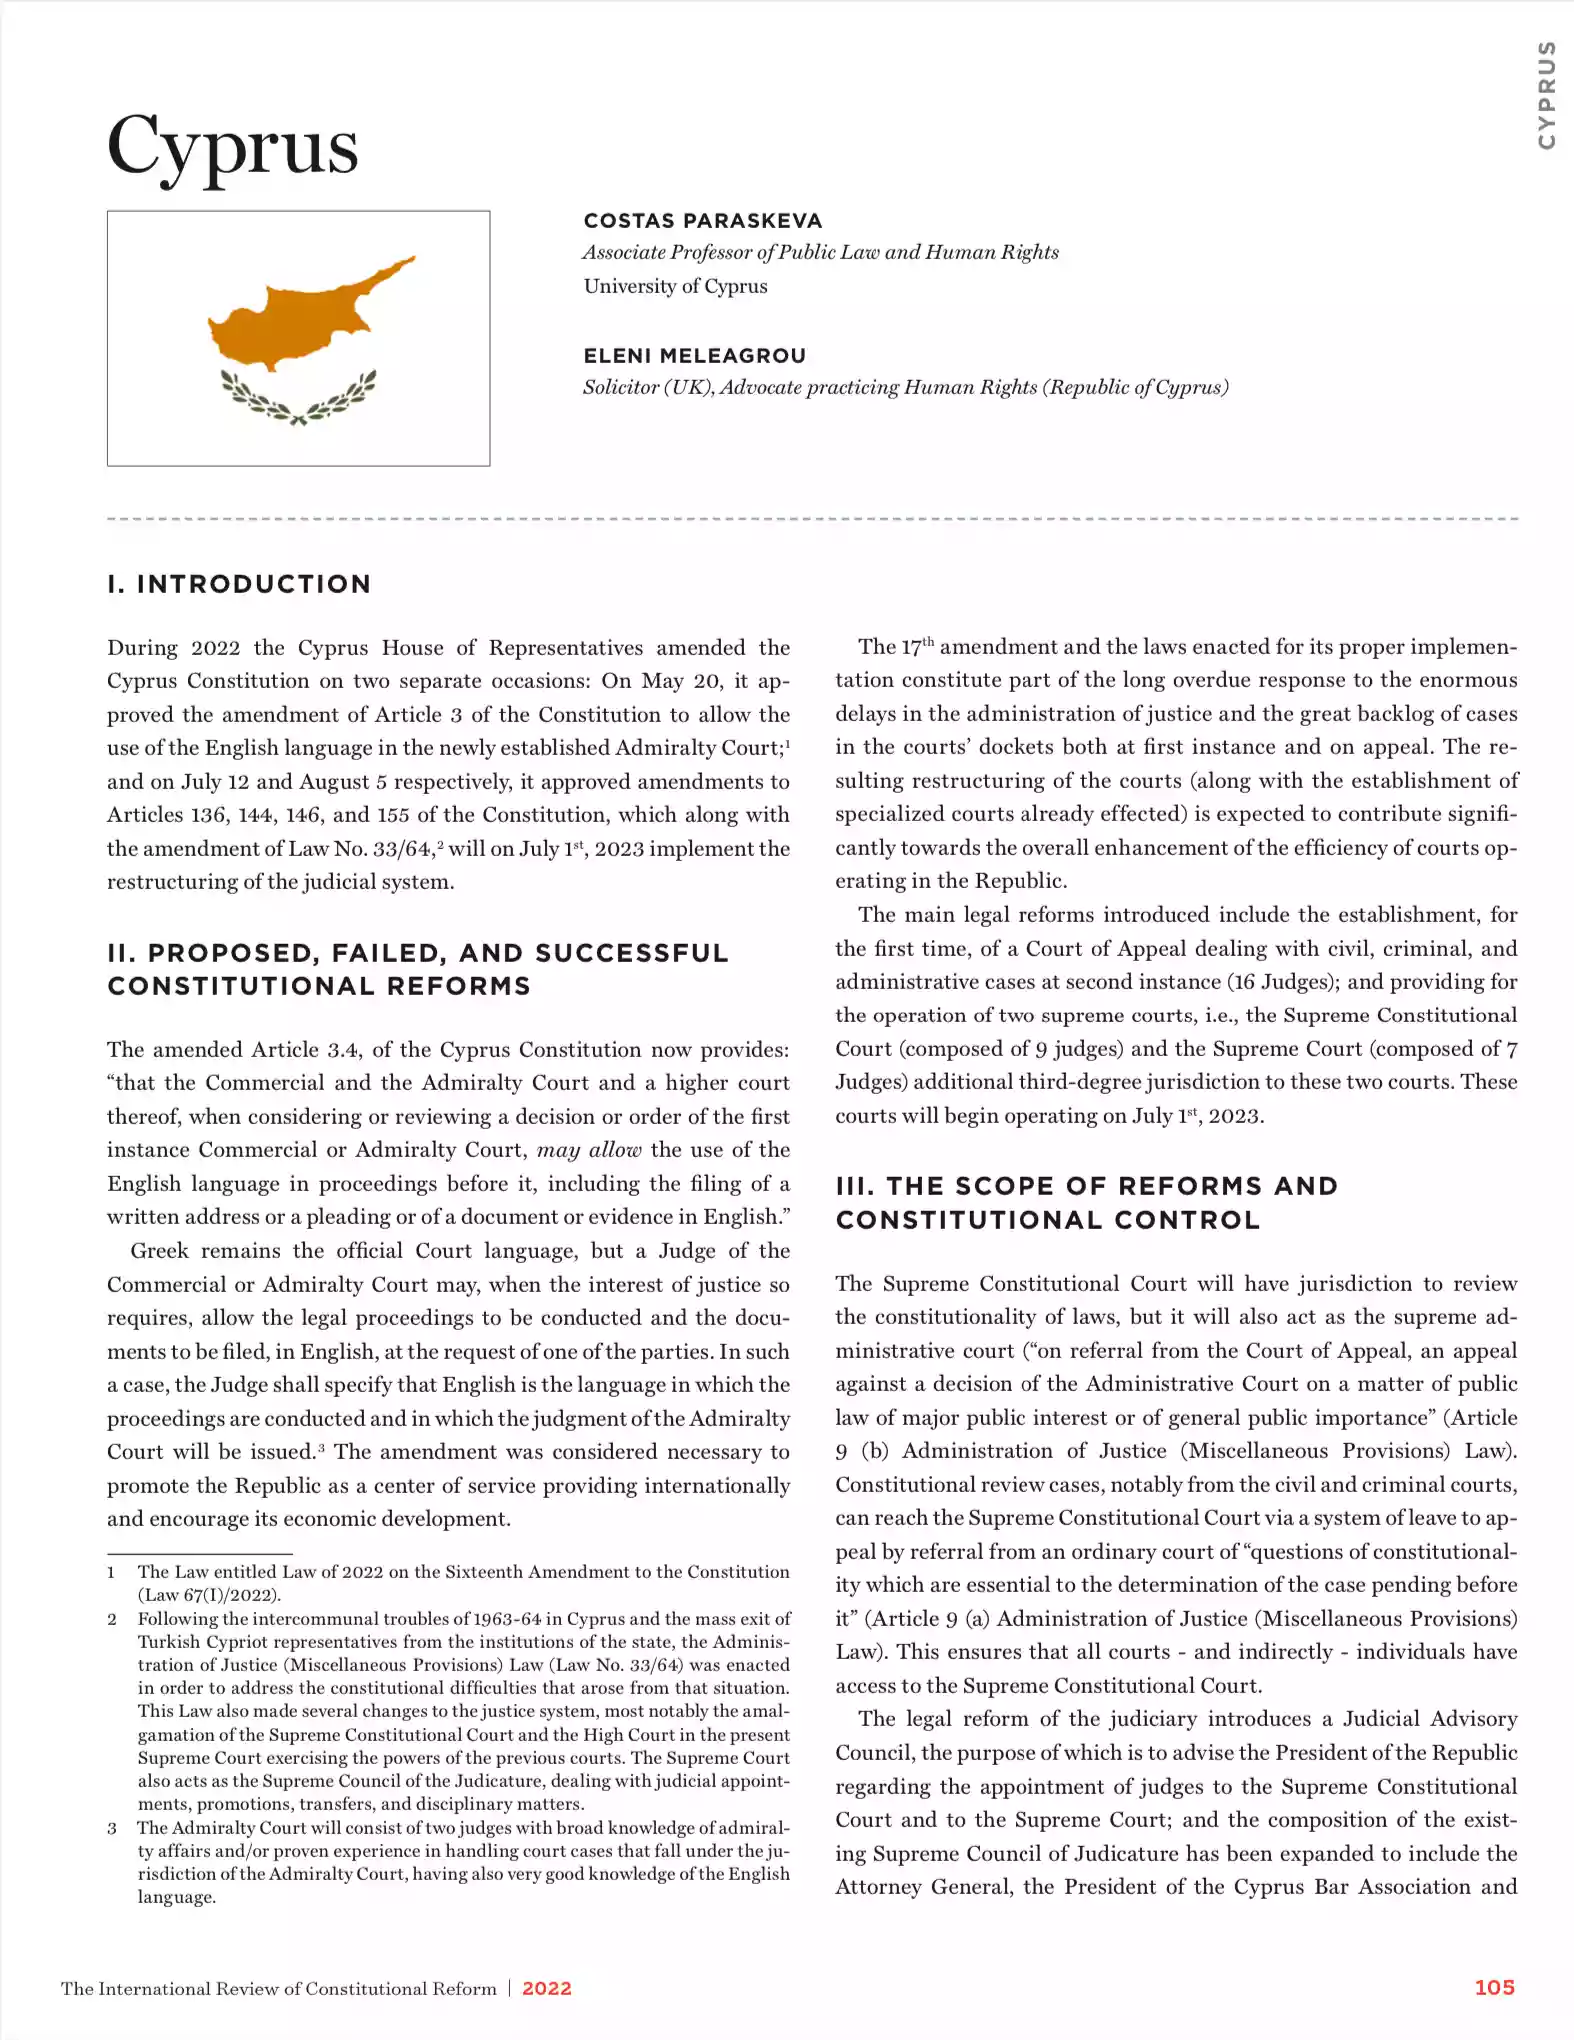 CYPRUS
Cyprus
COSTAS PARASKEVA
Associate Professor of Public Law and Human Rights
University of Cyprus
ELENI MELEAGROU
Solicitor (UK), Advocate practicing Human Rights (Republic of Cyprus)
I. INTRODUCTION
During 2022 the Cyprus House of Representatives amended the
Cyprus Constitution on two separate occasions: On May 20, it ap-
proved the amendment of Article 3 of the Constitution to allow the
use of the English language in the newly established Admiralty Court;1
and on July 12 and August 5 respectively, it approved amendments to
Articles 136, 144, 146, and 155 of the Constitution, which along with
the amendment of Law No. 33/64,2 will on July 1st, 2023 implement the
restructuring of the judicial system.
II. PROPOSED, FAILED, AND SUCCESSFUL
CONSTITUTIONAL REFORMS
The amended Article 3.4, of the Cyprus Constitution now provides:
“that the Commercial and the Admiralty Court and a higher court
thereof, when considering or reviewing a decision or order of the first
instance Commercial or Admiralty Court, may allow the use of the
English language in proceedings before it, including the filing of a
written address or a pleading or of a document or evidence in English.”
Greek remains the official Court language, but a Judge of the
Commercial or Admiralty Court may, when the interest of justice so
requires, allow the legal proceedings to be conducted and the docu-
ments to be filed, in English, at the request of one of the parties. In such
a case, the Judge shall specify that English is the language in which the
proceedings are conducted and in which the judgment of the Admiralty
Court will be issued.3 The amendment was considered necessary to
promote the Republic as a center of service providing internationally
and encourage its economic development.
1 The Law entitled Law of 2022 on the Sixteenth Amendment to the Constitution
(Law 67(I)/2022).
2 Following the intercommunal troubles of 1963-64 in Cyprus and the mass exit of
Turkish Cypriot representatives from the institutions of the state, the Adminis-
tration of Justice (Miscellaneous Provisions) Law (Law No. 33/64) was enacted
in order to address the constitutional difficulties that arose from that situation.
This Law also made several changes to the justice system, most notably the amal-
gamation of the Supreme Constitutional Court and the High Court in the present
Supreme Court exercising the powers of the previous courts. The Supreme Court
also acts as the Supreme Council of the Judicature, dealing with judicial appoint-
ments, promotions, transfers, and disciplinary matters.
3 The Admiralty Court will consist of two judges with broad knowledge of admiral-
ty affairs and/or proven experience in handling court cases that fall under the ju-
risdiction of the Admiralty Court, having also very good knowledge of the English
language.
The 17th amendment and the laws enacted for its proper implemen-
tation constitute part of the long overdue response to the enormous
delays in the administration of justice and the great backlog of cases
in the courts’ dockets both at first instance and on appeal. The re-
sulting restructuring of the courts (along with the establishment of
specialized courts already effected) is expected to contribute signifi-
cantly towards the overall enhancement of the efficiency of courts op-
erating in the Republic.
The main legal reforms introduced include the establishment, for
the first time, of a Court of Appeal dealing with civil, criminal, and
administrative cases at second instance (16 Judges); and providing for
the operation of two supreme courts, i.e., the Supreme Constitutional
Court (composed of 9 judges) and the Supreme Court (composed of 7
Judges) additional third-degree jurisdiction to these two courts. These
courts will begin operating on July 1st, 2023.
III. THE SCOPE OF REFORMS AND
CONSTITUTIONAL CONTROL
The Supreme Constitutional Court will have jurisdiction to review
the constitutionality of laws, but it will also act as the supreme ad-
ministrative court (“on referral from the Court of Appeal, an appeal
against a decision of the Administrative Court on a matter of public
law of major public interest or of general public importance” (Article
9 (b) Administration of Justice (Miscellaneous Provisions) Law).
Constitutional review cases, notably from the civil and criminal courts,
can reach the Supreme Constitutional Court via a system of leave to ap-
peal by referral from an ordinary court of “questions of constitutional-
ity which are essential to the determination of the case pending before
it” (Article 9 (a) Administration of Justice (Miscellaneous Provisions)
Law). This ensures that all courts - and indirectly - individuals have
access to the Supreme Constitutional Court.
The legal reform of the judiciary introduces a Judicial Advisory
Council, the purpose of which is to advise the President of the Republic
regarding the appointment of judges to the Supreme Constitutional
Court and to the Supreme Court; and the composition of the exist-
ing Supreme Council of Judicature has been expanded to include the
Attorney General, the President of the Cyprus Bar Association and
The International Review of Constitutional Reform | 2022
105